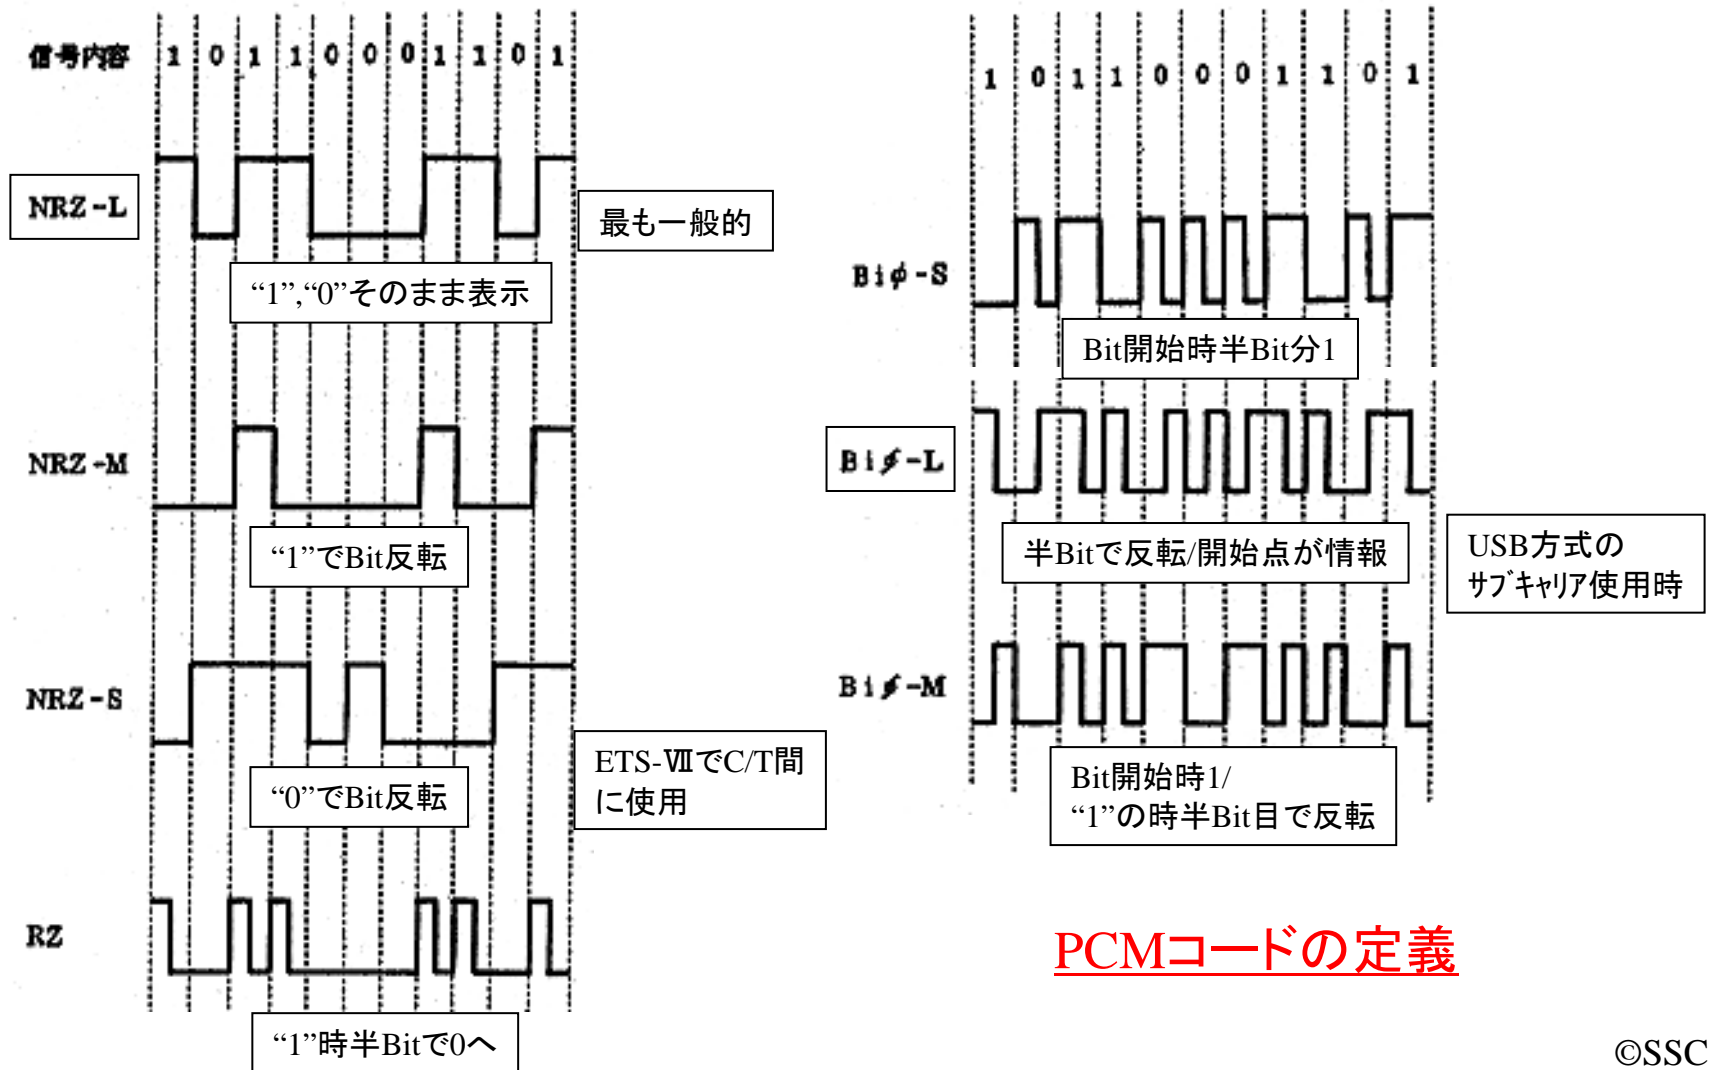 信号内容 1 0 1 1 0 0 0 1 1 0 1
NRZ-L
最も一般的
“1”,“0”そのまま表示
NRZ-M
“1”でBit反転
NRZ-S
“0”でBit反転
ETS-ⅦでC/T間
に使用
RZ
“1”時半Bitで0へ
1 0 1 1 0 0 0 1 1 0 1
Biφ-S
Bit開始時半Bit分1
Biφ-L
半Bitで反転/開始点が情報
USB方式の
サブキャリア使用時
Biφ-M
Bit開始時1/
“1”の時半Bit目で反転
PCMコードの定義
©SSC